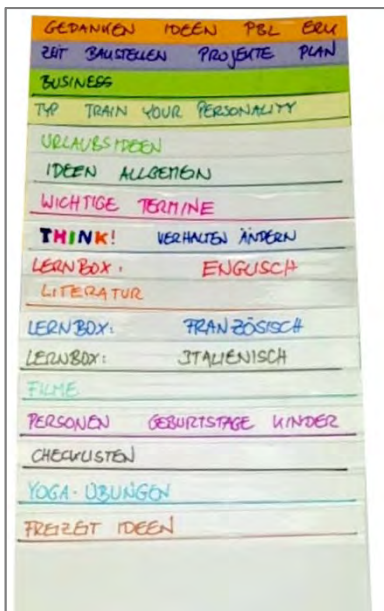 GEDANKEN IDEEN PBL ERU
ZEIT BAUSTELLEN PROJEKTE PLAN
BUSINESS
TYP TRAIN YOUR PERSONALITY
URLAUBSIDEEN
IDEEN ALLGEMEIN
WICHTIGE TERMINE
THINK! VERHALTEN ÄNDERN
LERNBOX: ENGLISCH
LITERATUR
LERNBOX: FRANZÖSISCH
LERNBOX: ITALIENISCH
FILME
PERSONEN GEBURTSTAGE KINDER
CHECKLISTEN
YOGA-ÜBUNGEN
FREIZEIT IDEEN